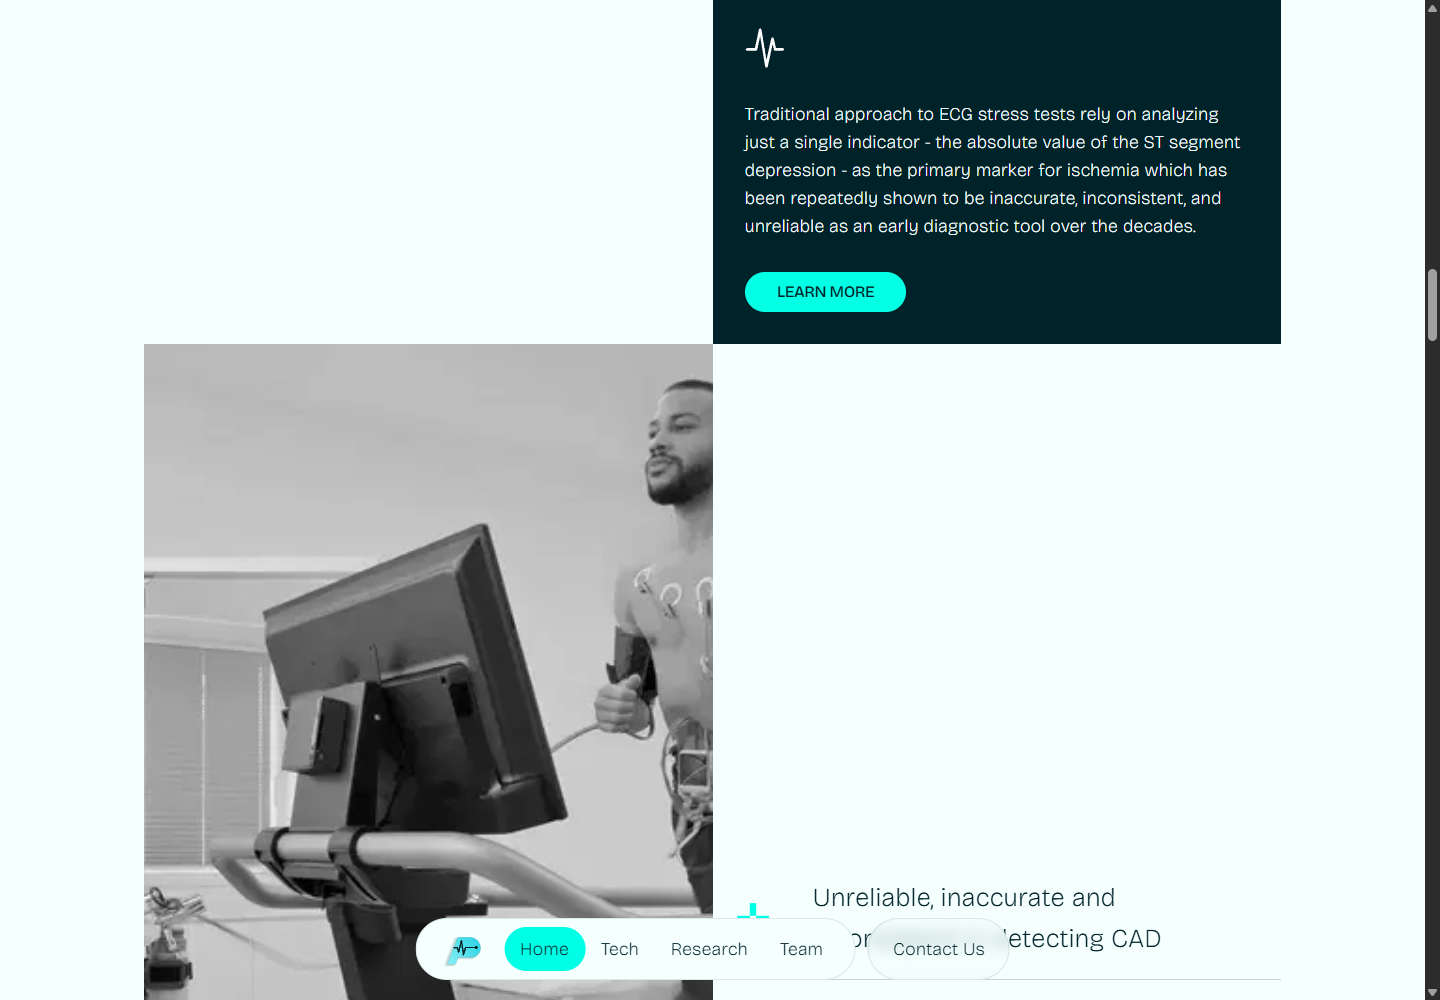 Traditional approach to ECG stress tests rely on analyzing
just a single indicator - the absolute value of the ST segment
depression - as the primary marker for ischemia which has
been repeatedly shown to be inaccurate, inconsistent, and
unreliable as an early diagnostic tool over the decades.
LEARN MORE
Unreliable, inaccurate and
detecting CAD
Home Tech Research Team Contact Us